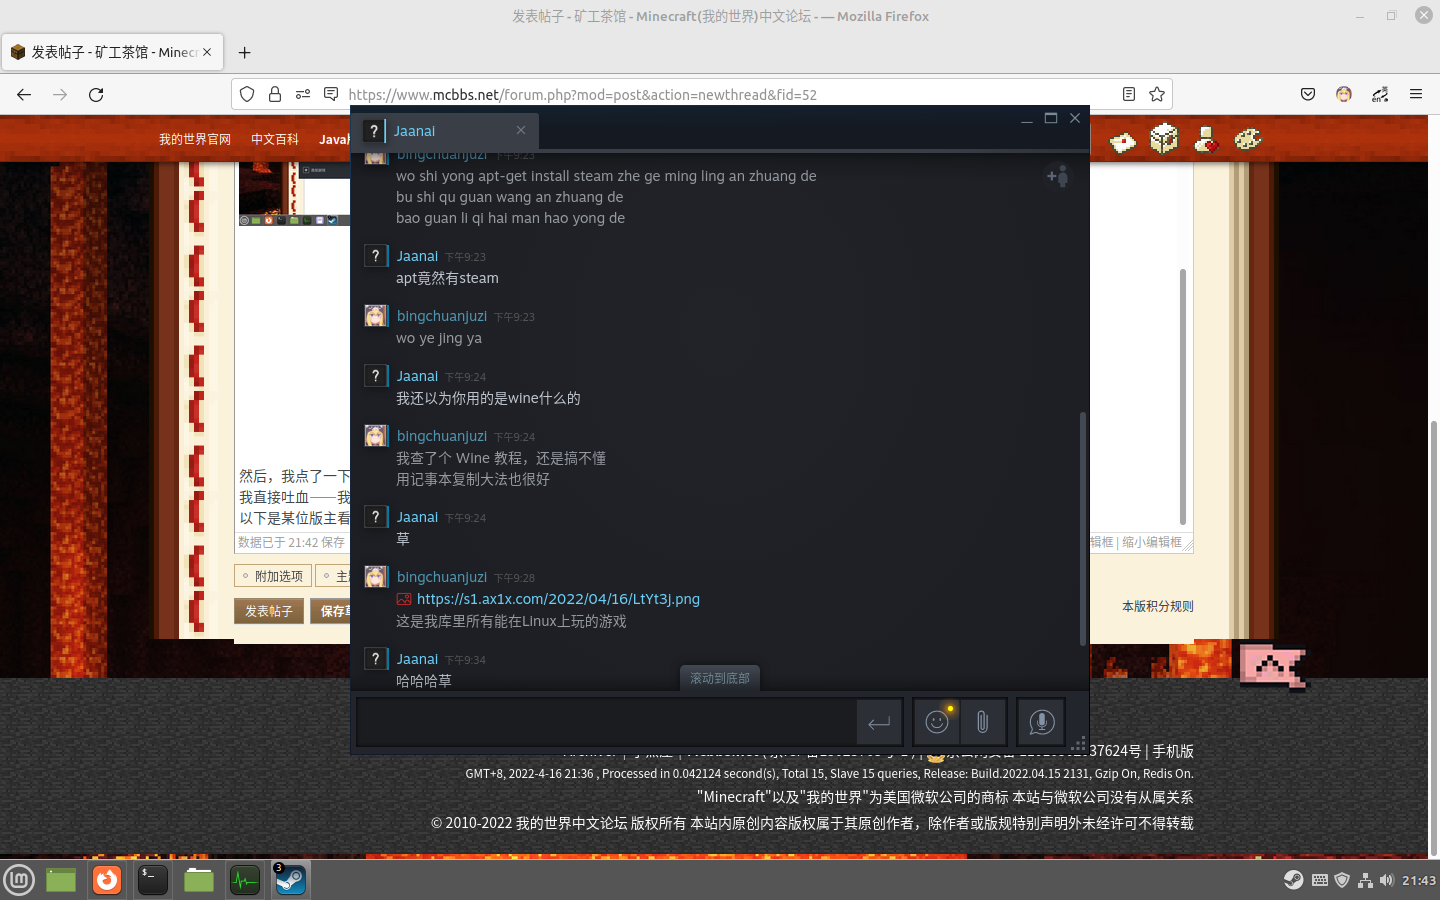 发表帖子 - 矿工茶馆 - Minecraft(我的世界)中文论坛 - — Mozilla Firefox
发表帖子 - 矿工茶馆 - Minec
https://www.mcbbs.net/forum.php?mod=post&action=newthread&fid=52
我的世界官网 中文百科
Jaanai
bingchuanjuzi 下午9:23
wo shi yong apt-get install steam zhe ge ming ling an zhuang de
bu shi qu guan wang an zhuang de
bao guan li qi hai man hao yong de
Jaanai 下午9:23
apt竟然有steam
bingchuanjuzi 下午9:23
wo ye jing ya
Jaanai 下午9:24
我还以为你用的是wine什么的
bingchuanjuzi 下午9:24
我查了个 Wine 教程，还是搞不懂
用记事本复制大法也很好
Jaanai 下午9:24
草
bingchuanjuzi 下午9:28
https://s1.ax1x.com/2022/04/16/LtYt3j.png
这是我库里所有能在Linux上玩的游戏
Jaanai 下午9:34
哈哈哈草
滚动到底部
然后，我点了一下
我直接吐血——我
以下是某位版主看
数据已于 21:42 保存
辑框 | 缩小编辑框
附加选项
发表帖子 保存
本版积分规则
37624号 | 手机版
GMT+8, 2022-4-16 21:36 , Processed in 0.042124 second(s), Total 15, Slave 15 queries, Release: Build.2022.04.15 2131, Gzip On, Redis On.
"Minecraft"以及"我的世界"为美国微软公司的商标 本站与微软公司没有从属关系
© 2010-2022 我的世界中文论坛 版权所有 本站内原创内容版权属于其原创作者，除作者或版规特别声明外未经许可不得转载
3
21:43